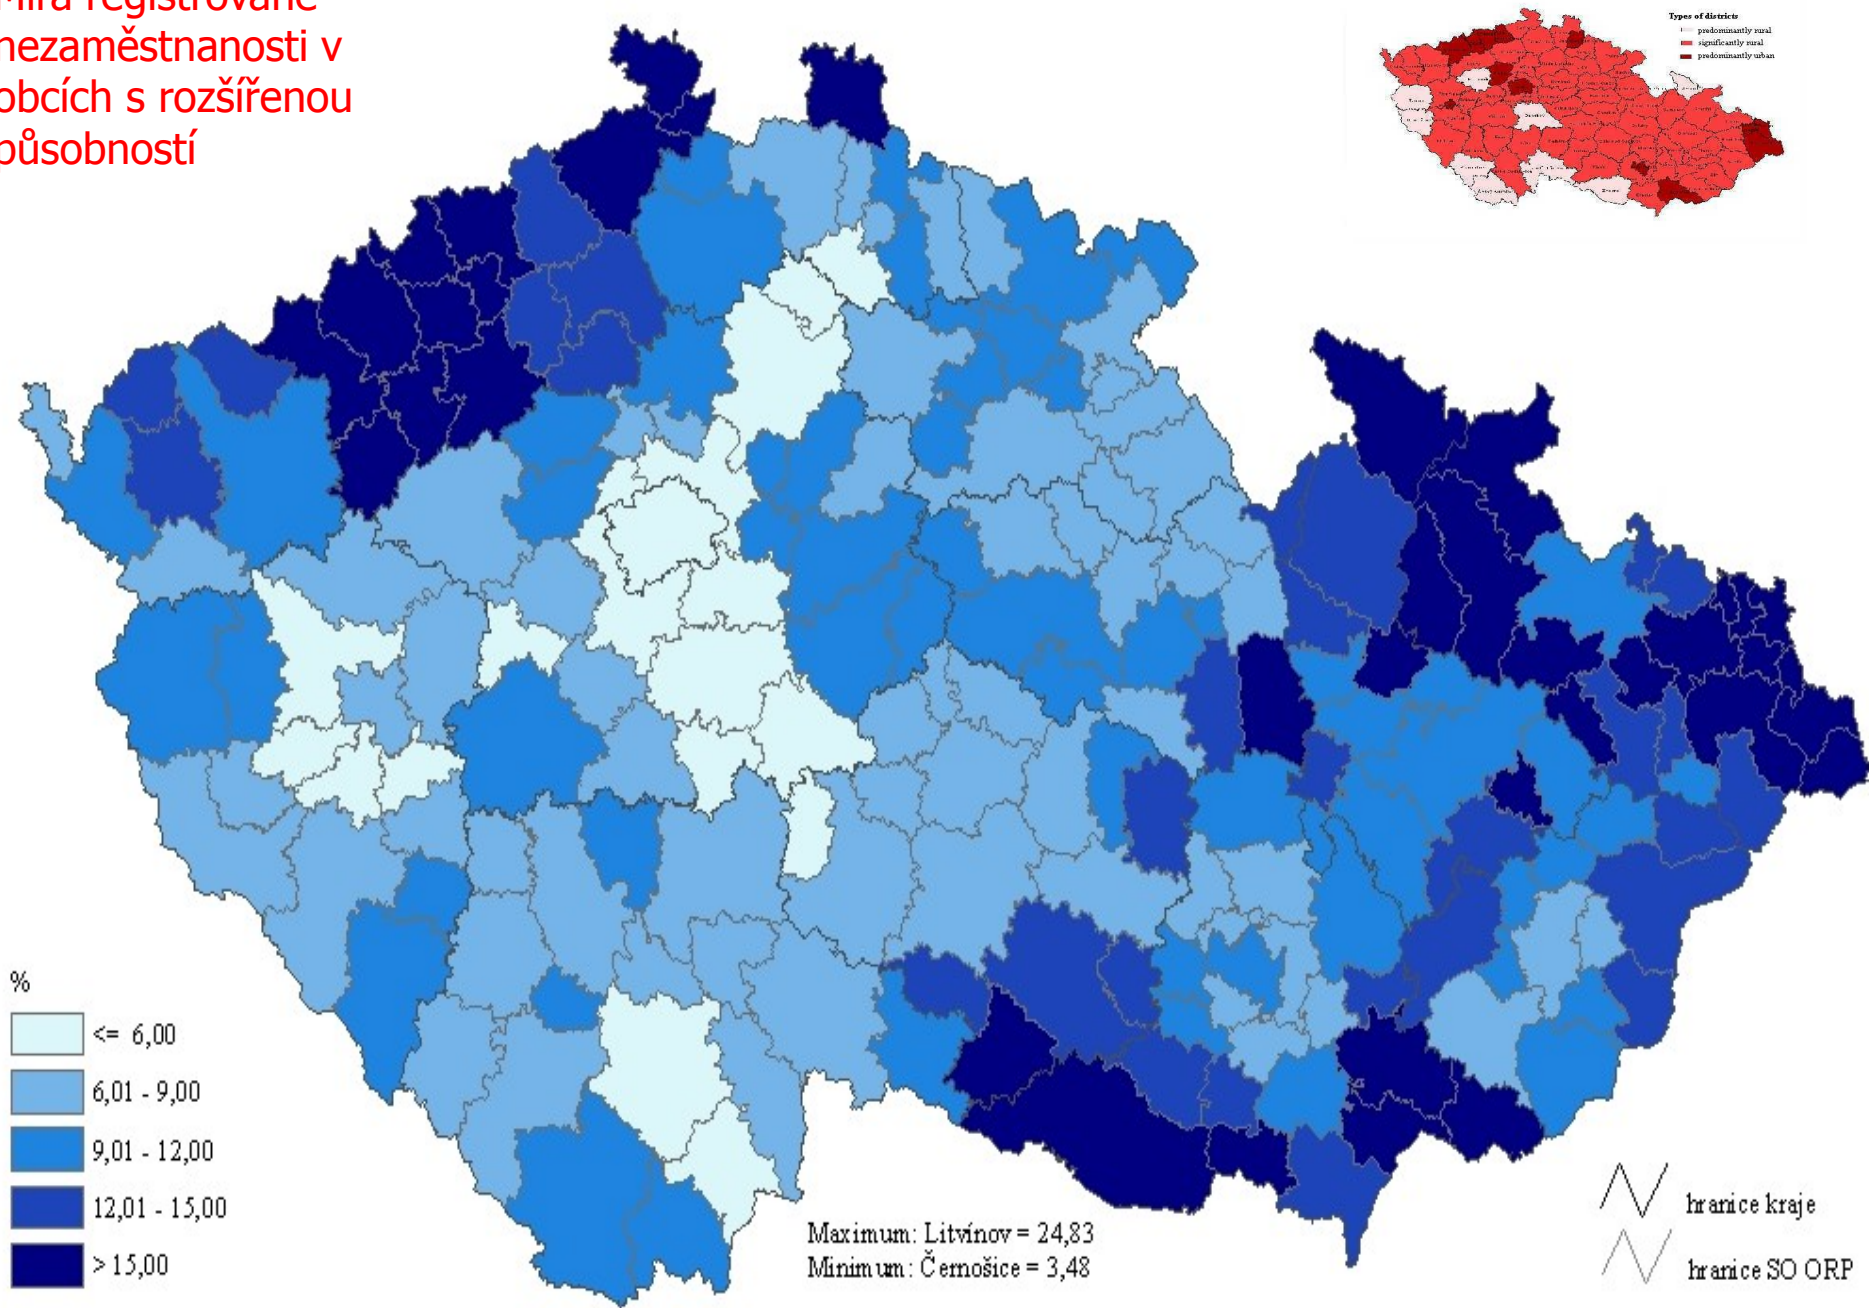 Míra registrované
nezaměstnanosti v
obcích s rozšířenou
působností
Types of districts
predominantly rural
significantly rural
predominantly urban
%
<= 6,00
6,01 - 9,00
9,01 - 12,00
12,01 - 15,00
> 15,00
Maximum: Litvínov = 24,83
Minimum: Černošice = 3,48
hranice kraje
hranice SO ORP